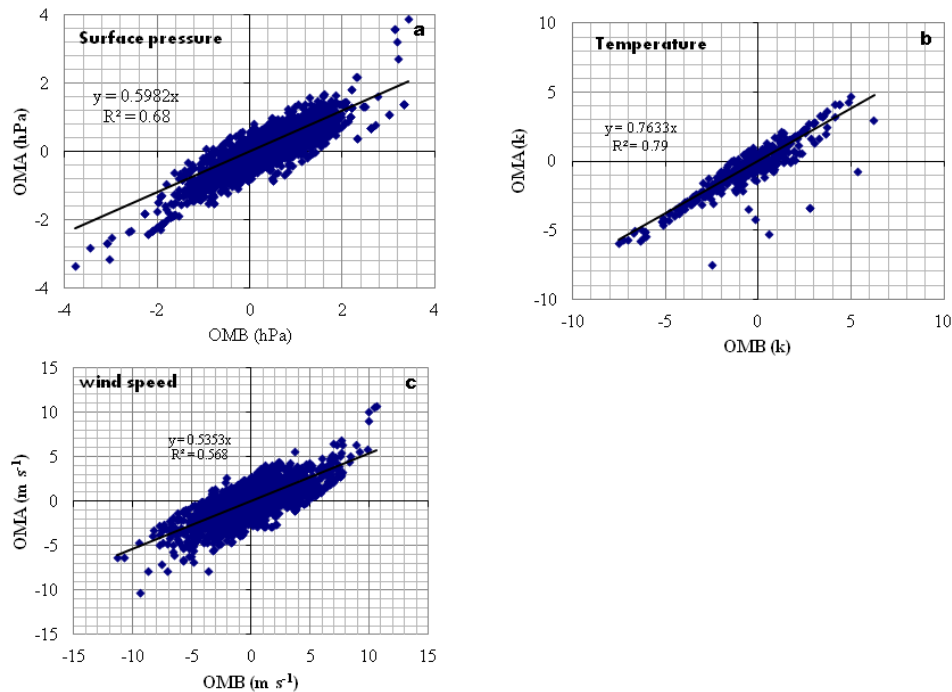 Surface pressure
a
y = 0.5982x
R² = 0.68
OMA (hPa)
4
2
0
-2
-4
-4
-2
0
2
4
OMB (hPa)
Temperature
b
y = 0.7633x
R² = 0.79
OMA(k)
10
5
0
-5
-10
-10
-5
0
5
10
OMB (k)
wind speed
c
y = 0.5353x
R² = 0.568
OMA (m s⁻¹)
15
10
5
0
-5
-10
-15
-15
-10
-5
0
5
10
15
OMB (m s⁻¹)